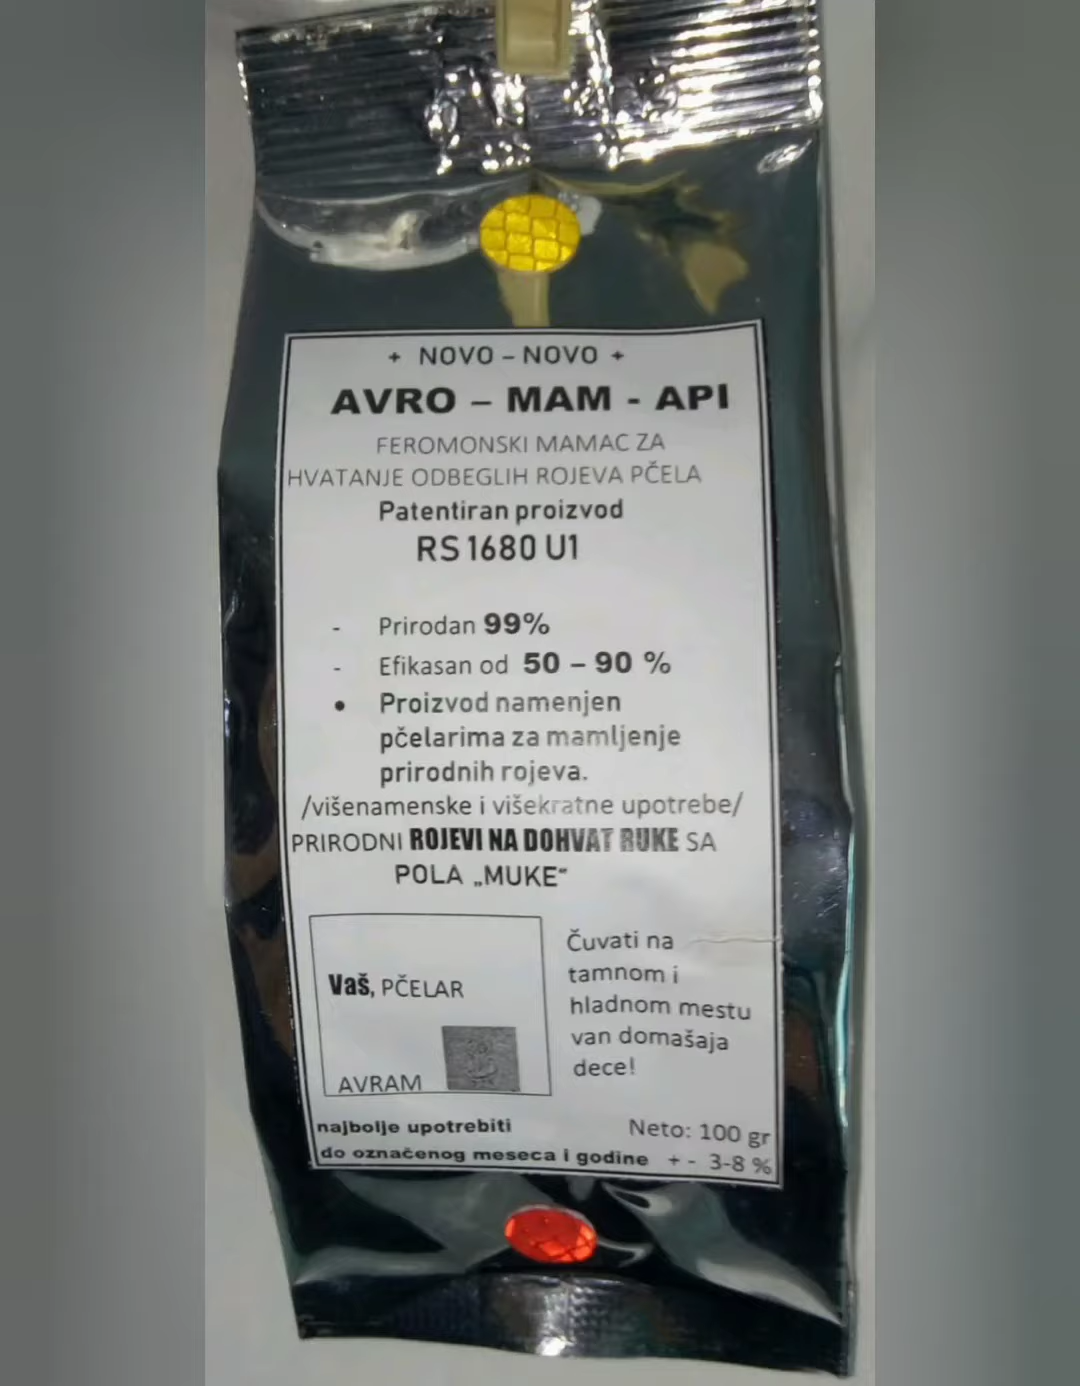 + NOVO – NOVO +
AVRO – MAM - API
FEROMONSKI MAMAC ZA
HVATANJE ODBEGLIH ROJEVA PČELA
Patentiran proizvod
RS 1680 U1
- Prirodan 99%
- Efikasan od 50 – 90 %
• Proizvod namenjen
pčelarima za mamljenje
prirodnih rojeva.
/višenamenske i višekratne upotrebe/
PRIRODNI ROJEVI NA DOHVAT RUKE SA
POLA „MUKE“
Vaš, PČELAR
AVRAM
Čuvati na
tamnom i
hladnom mestu
van domašaja
dece!
najbolje upotrebiti
do označenog meseca i godine
Neto: 100 gr
+ - 3-8 %